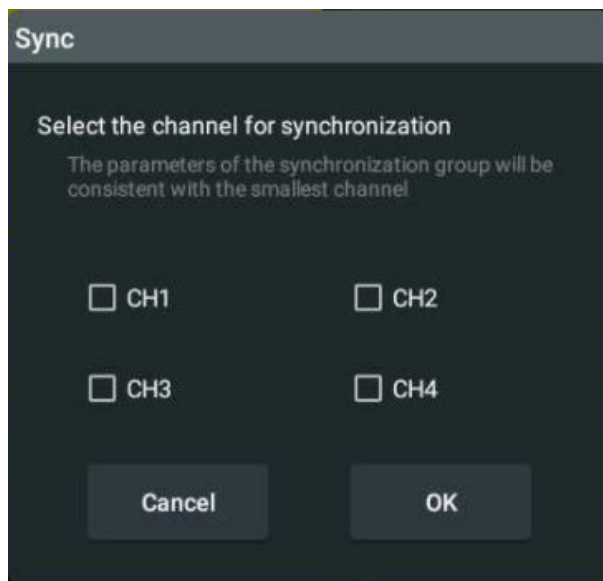 Sync
Select the channel for synchronization
The parameters of the synchronization group will be
consistent with the smallest channel
CH1
CH2
CH3
CH4
Cancel
OK